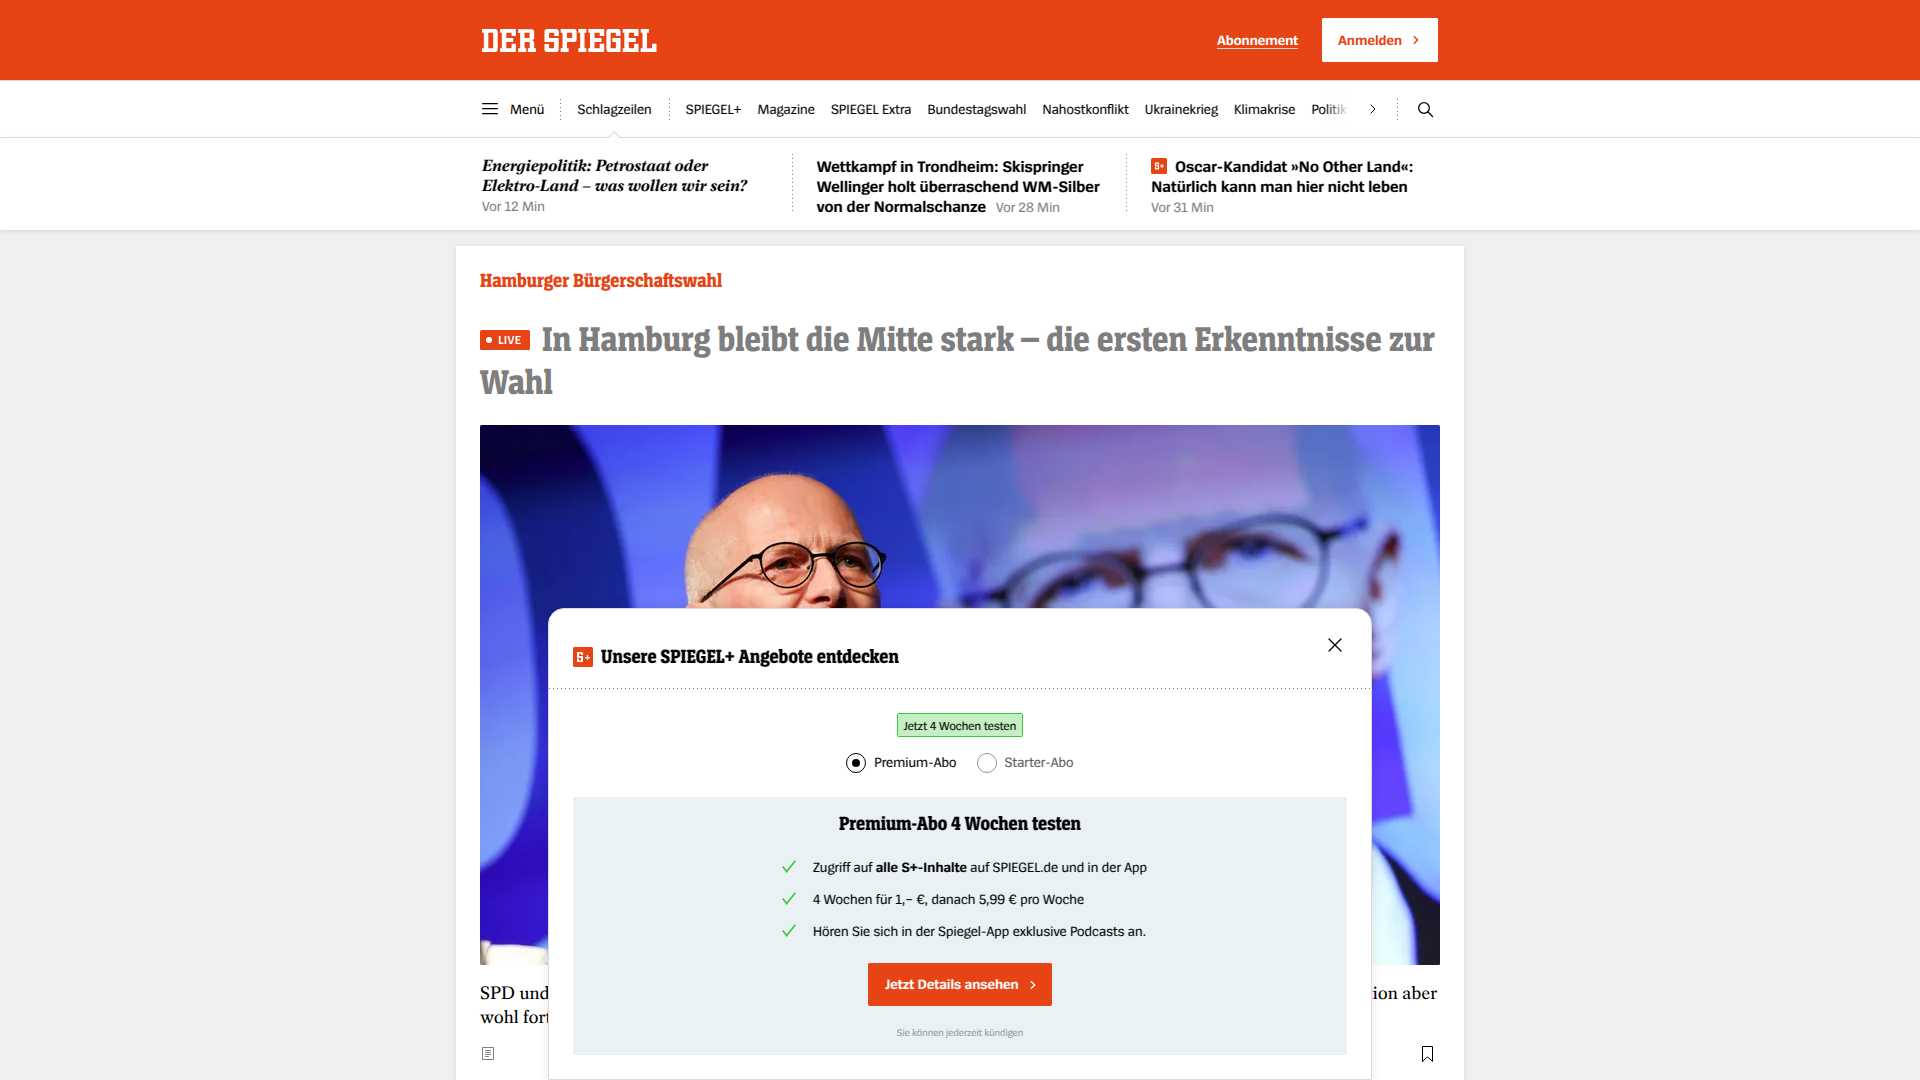 DER SPIEGEL
Abonnement
Anmelden
Menü
Schlagzeilen
SPIEGEL+
Magazine
SPIEGEL Extra
Bundestagswahl
Nahostkonflikt
Ukrainekrieg
Klimakrise
Politik
Energiepolitik: Petrostaat oder
Elektro-Land – was wollen wir sein?
Vor 12 Min
Wettkampf in Trondheim: Skispringer
Wellinger holt überraschend WM-Silber
von der Normalschanze Vor 28 Min
S+ Oscar-Kandidat »No Other Land«:
Natürlich kann man hier nicht leben
Vor 31 Min
Hamburger Bürgerschaftswahl
LIVE In Hamburg bleibt die Mitte stark – die ersten Erkenntnisse zur
Wahl
S+ Unsere SPIEGEL+ Angebote entdecken
Jetzt 4 Wochen testen
Premium-Abo
Starter-Abo
Premium-Abo 4 Wochen testen
Zugriff auf alle S+-Inhalte auf SPIEGEL.de und in der App
4 Wochen für 1,– €, danach 5,99 € pro Woche
Hören Sie sich in der Spiegel-App exklusive Podcasts an.
Jetzt Details ansehen
Sie können jederzeit kündigen
SPD und
ion aber
wohl fort